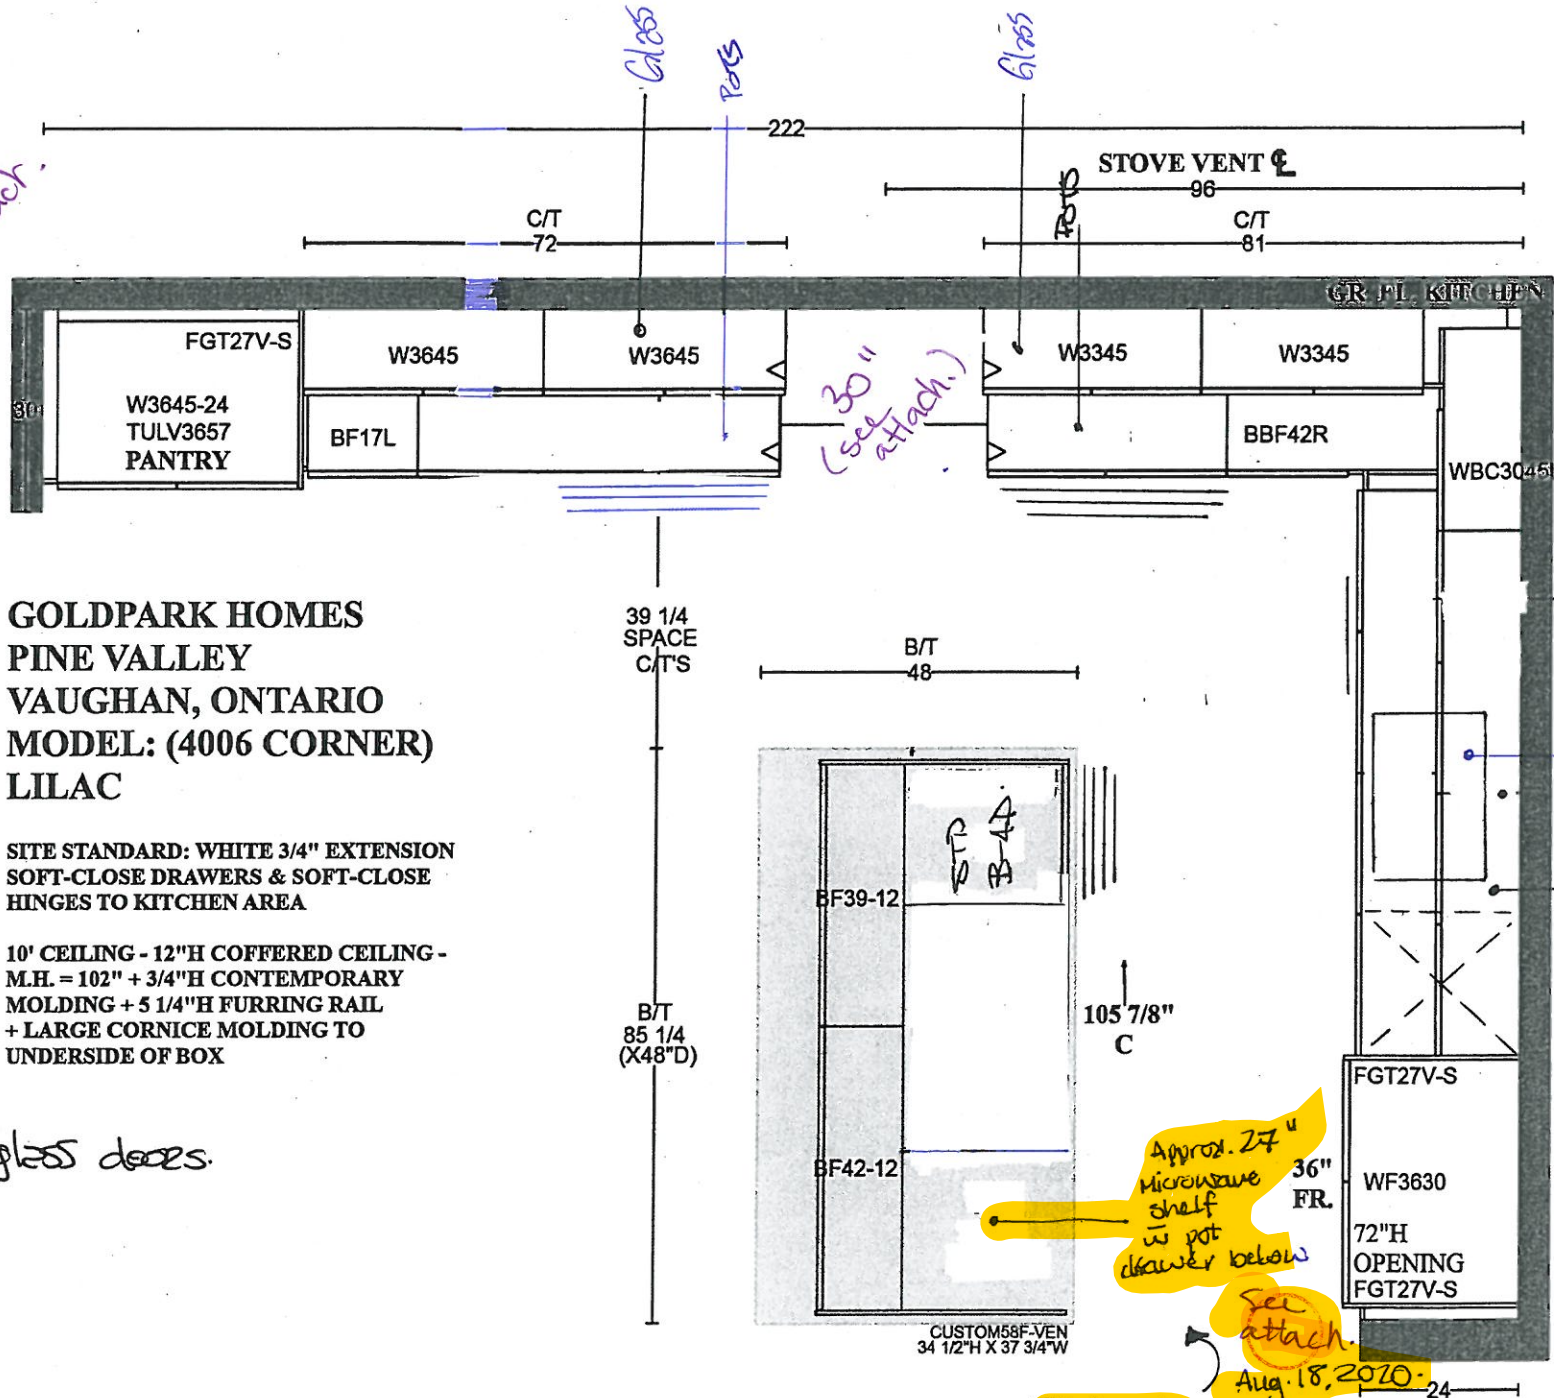 Glass
Pots
Glass
222
STOVE VENT ℄
96
POTS
C/T
72
C/T
81
GR FL KITCHEN
FGT27V-S
W3645
W3645
W3345
W3345
30
W3645-24
TULV3657
PANTRY
BF17L
30"
(see
attach.)
BBF42R
WBC3045
GOLDPARK HOMES
PINE VALLEY
VAUGHAN, ONTARIO
MODEL: (4006 CORNER)
LILAC
39 1/4
SPACE
C/T'S
B/T
48
SITE STANDARD: WHITE 3/4" EXTENSION
SOFT-CLOSE DRAWERS & SOFT-CLOSE
HINGES TO KITCHEN AREA
STD
BF39-12
10' CEILING - 12"H COFFERED CEILING -
M.H. = 102" + 3/4"H CONTEMPORARY
MOLDING + 5 1/4"H FURRING RAIL
+ LARGE CORNICE MOLDING TO
UNDERSIDE OF BOX
B/T
85 1/4
(X48"D)
105 7/8"
C
glass doors.
BF42-12
Approx. 27"
Microwave
shelf
w pot
drawer below
36"
FR.
FGT27V-S
WF3630
72"H
OPENING
FGT27V-S
CUSTOM58F-VEN
34 1/2"H X 37 3/4"W
See
attach.
Aug. 18, 2020.
24